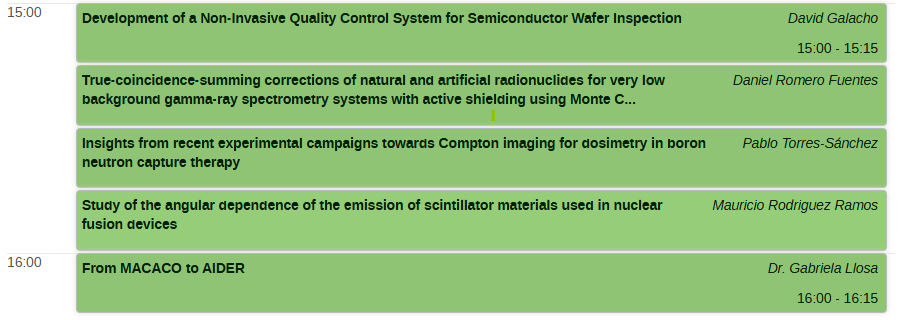 15:00
Development of a Non-Invasive Quality Control System for Semiconductor Wafer Inspection
David Galacho
15:00 - 15:15
True-coincidence-summing corrections of natural and artificial radionuclides for very low
background gamma-ray spectrometry systems with active shielding using Monte C...
Daniel Romero Fuentes
Insights from recent experimental campaigns towards Compton imaging for dosimetry in boron
neutron capture therapy
Pablo Torres-Sánchez
Study of the angular dependence of the emission of scintillator materials used in nuclear
fusion devices
Mauricio Rodriguez Ramos
16:00
From MACACO to AIDER
Dr. Gabriela Llosa
16:00 - 16:15